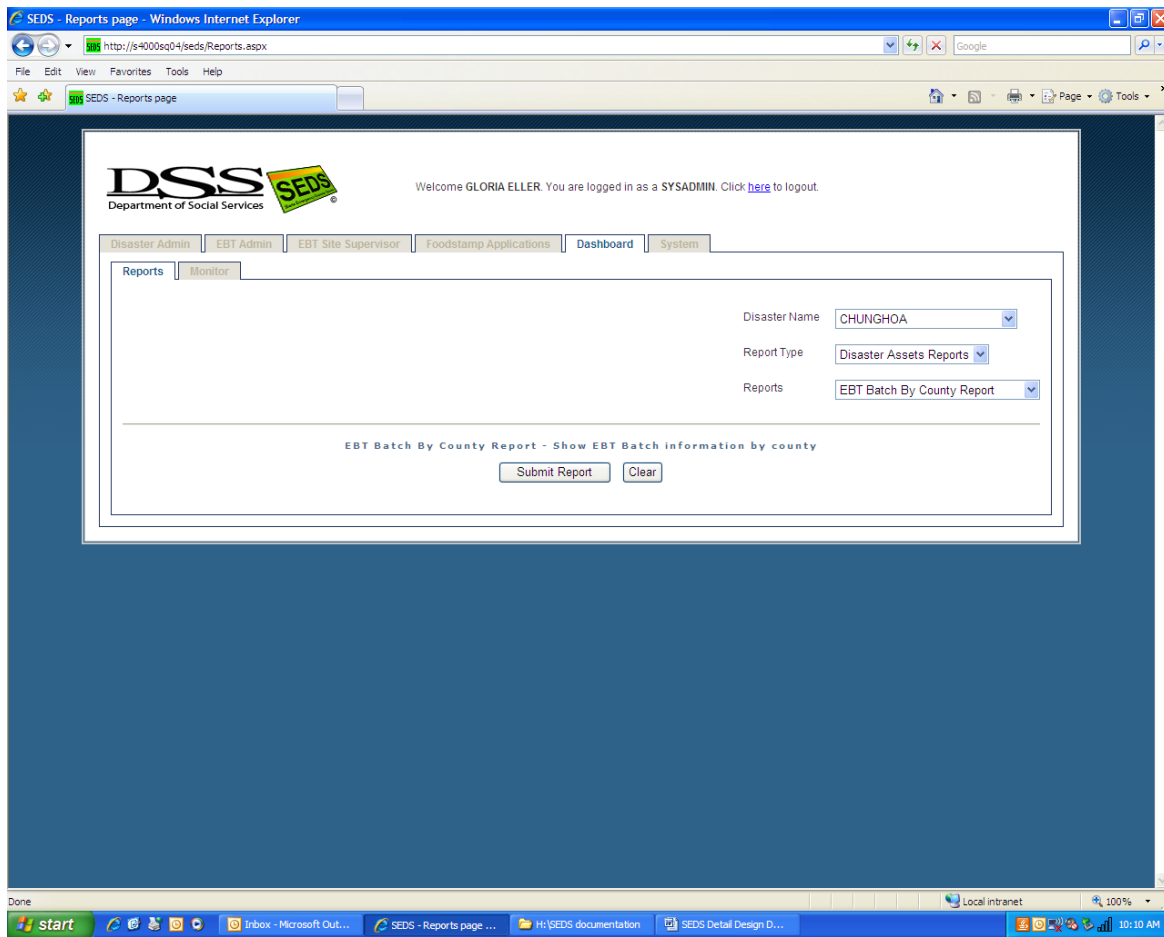 SEDS - Reports page - Windows Internet Explorer
SEDS http://s4000sq04/seds/Reports.aspx
Google
File Edit View Favorites Tools Help
SEDS SEDS - Reports page
Page Tools
DSS SEDS
Department of Social Services ©
Welcome GLORIA ELLER. You are logged in as a SYSADMIN. Click here to logout.
Disaster Admin EBT Admin EBT Site Supervisor Foodstamp Applications Dashboard System
Reports Monitor
Disaster Name CHUNGHOA
Report Type Disaster Assets Reports
Reports EBT Batch By County Report
EBT Batch By County Report - Show EBT Batch information by county
Submit Report Clear
Done Local intranet 100%
start Inbox - Microsoft Out... SEDS - Reports page ... H:\SEDS documentation SEDS Detail Design D... 10:10 AM